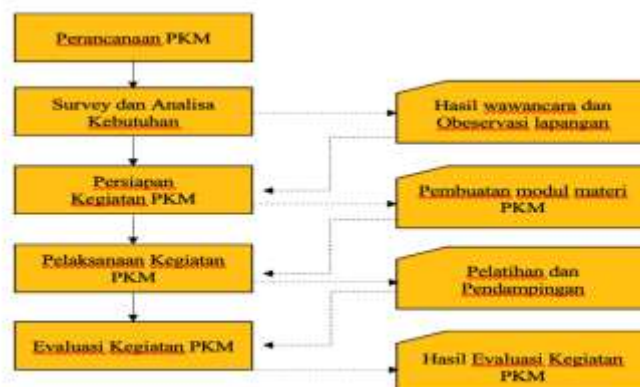 Perancanaan PKM
Survey dan Analisa
Kebutuhan
Hasil wawancara dan
Obeservasi lapangan
Persiapan
Kegiatan PKM
Pembuatan modul materi
PKM
Pelaksanaan Kegiatan
PKM
Pelatihan dan
Pendampingan
Evaluasi Kegiatan PKM
Hasil Evaluasi Kegiatan
PKM